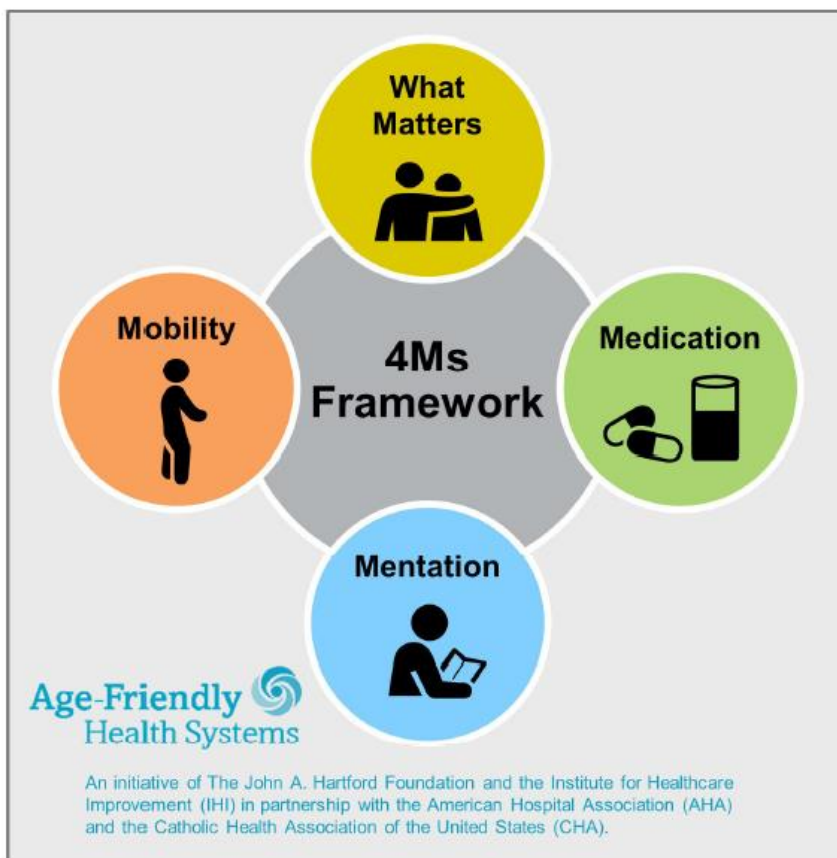 What
Matters
Mobility
4Ms
Framework
Medication
Mentation
Age-Friendly
Health Systems
An initiative of The John A. Hartford Foundation and the Institute for Healthcare
Improvement (IHI) in partnership with the American Hospital Association (AHA)
and the Catholic Health Association of the United States (CHA).